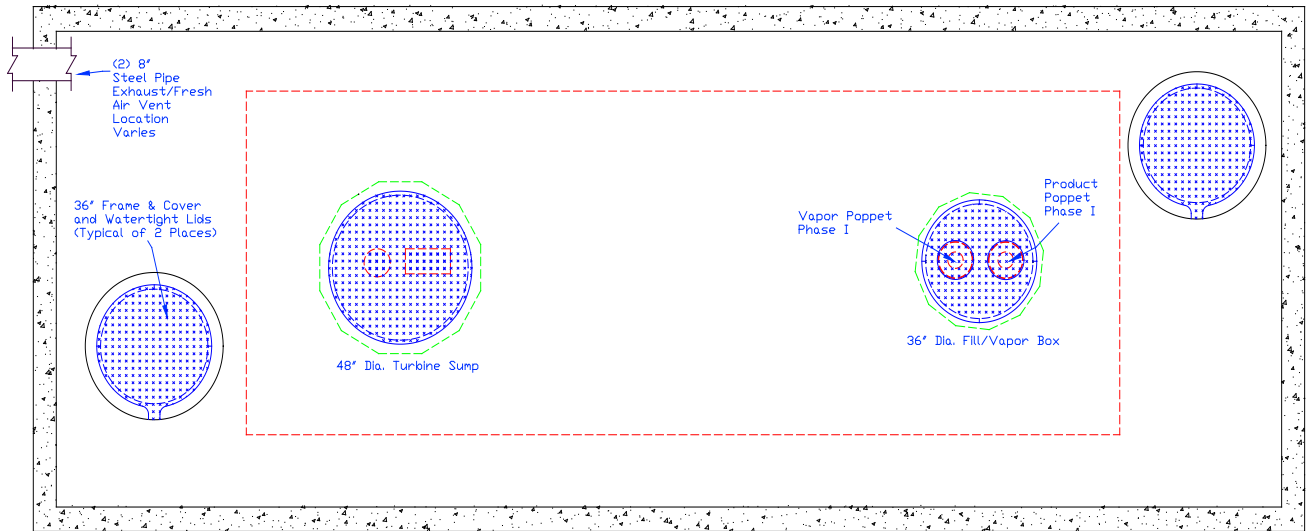 (2) 8"
Steel Pipe
Exhaust/Fresh
Air Vent
Location
Varies
36" Frame & Cover
and Watertight Lids
(Typical of 2 Places)
48" Dia. Turbine Sump
Vapor Poppet
Phase I
Product
Poppet
Phase I
36" Dia. Fill/Vapor Box